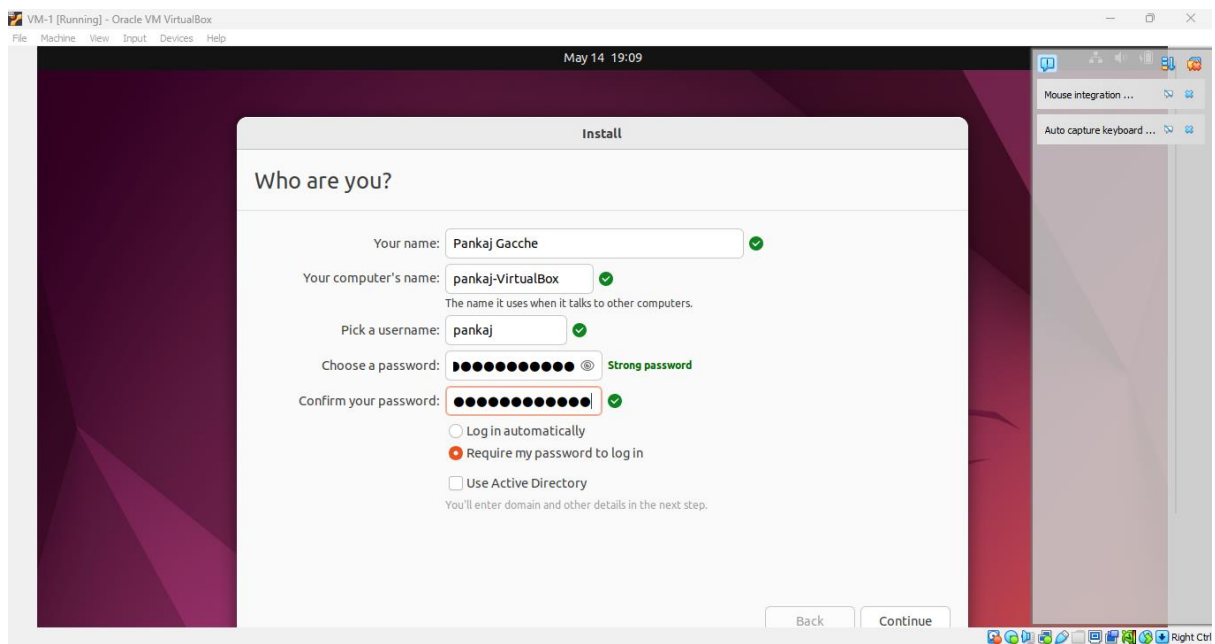 VM-1 [Running] - Oracle VM VirtualBox
File Machine View Input Devices Help
May 14 19:09
Mouse integration ...
Auto capture keyboard ...
Install
Who are you?
Your name: Pankaj Gacche
Your computer's name: pankaj-VirtualBox
The name it uses when it talks to other computers.
Pick a username: pankaj
Choose a password: ●●●●●●●●●●●● Strong password
Confirm your password: ●●●●●●●●●●●●
Log in automatically
Require my password to log in
Use Active Directory
You'll enter domain and other details in the next step.
Back Continue
Right Ctrl